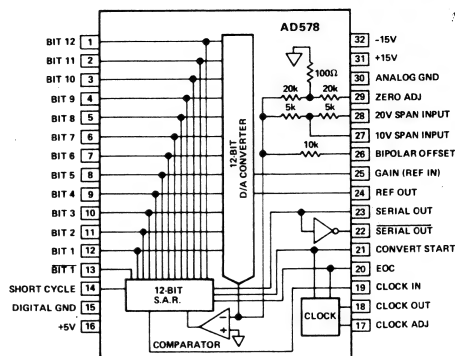 AD578
BIT 12 1
BIT 11 2
BIT 10 3
BIT 9 4
BIT 8 5
BIT 7 6
BIT 6 7
BIT 5 8
BIT 4 9
BIT 3 10
BIT 2 11
BIT 1 12
BIT 1 13
SHORT CYCLE 14
DIGITAL GND 15
+5V 16
12-BIT
D/A CONVERTER
12-BIT
S.A.R.
COMPARATOR
−
+
100Ω
20k 20k
5k 5k
10k
CLOCK
32 -15V
31 +15V
30 ANALOG GND
29 ZERO ADJ
28 20V SPAN INPUT
27 10V SPAN INPUT
26 BIPOLAR OFFSET
25 GAIN (REF IN)
24 REF OUT
23 SERIAL OUT
22 SERIAL OUT
21 CONVERT START
20 EOC
19 CLOCK IN
18 CLOCK OUT
17 CLOCK ADJ